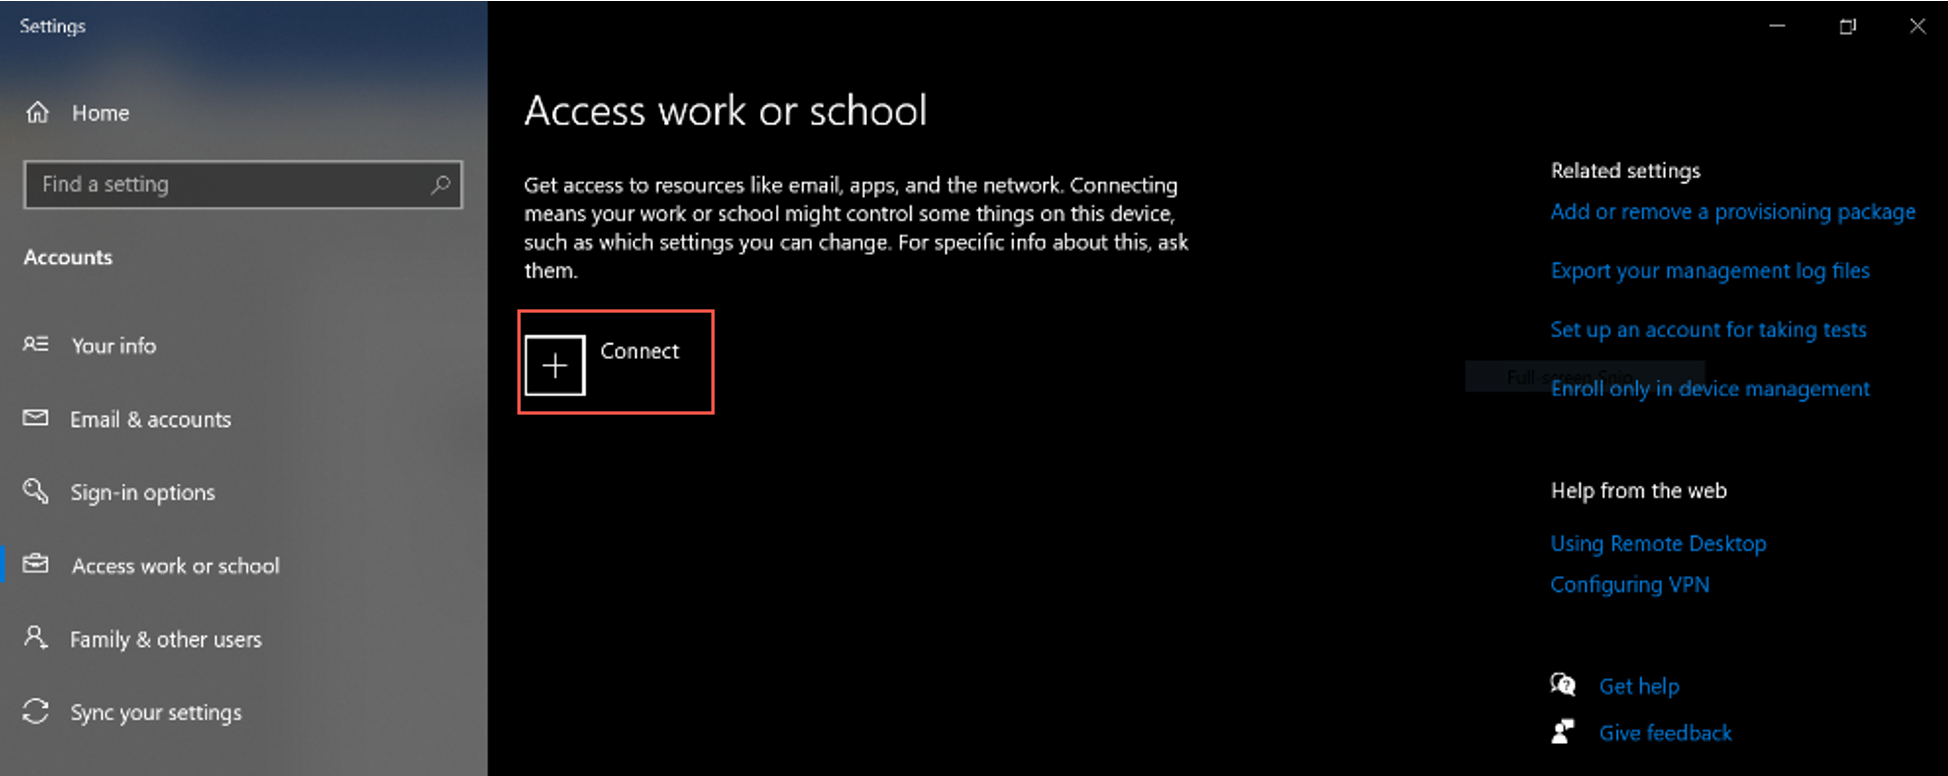 Settings
Home
Find a setting
Accounts
Your info
Email & accounts
Sign-in options
Access work or school
Family & other users
Sync your settings
Access work or school
Get access to resources like email, apps, and the network. Connecting
means your work or school might control some things on this device,
such as which settings you can change. For specific info about this, ask
them.
Connect
Related settings
Add or remove a provisioning package
Export your management log files
Set up an account for taking tests
Full-screen Snip
Enroll only in device management
Help from the web
Using Remote Desktop
Configuring VPN
Get help
Give feedback